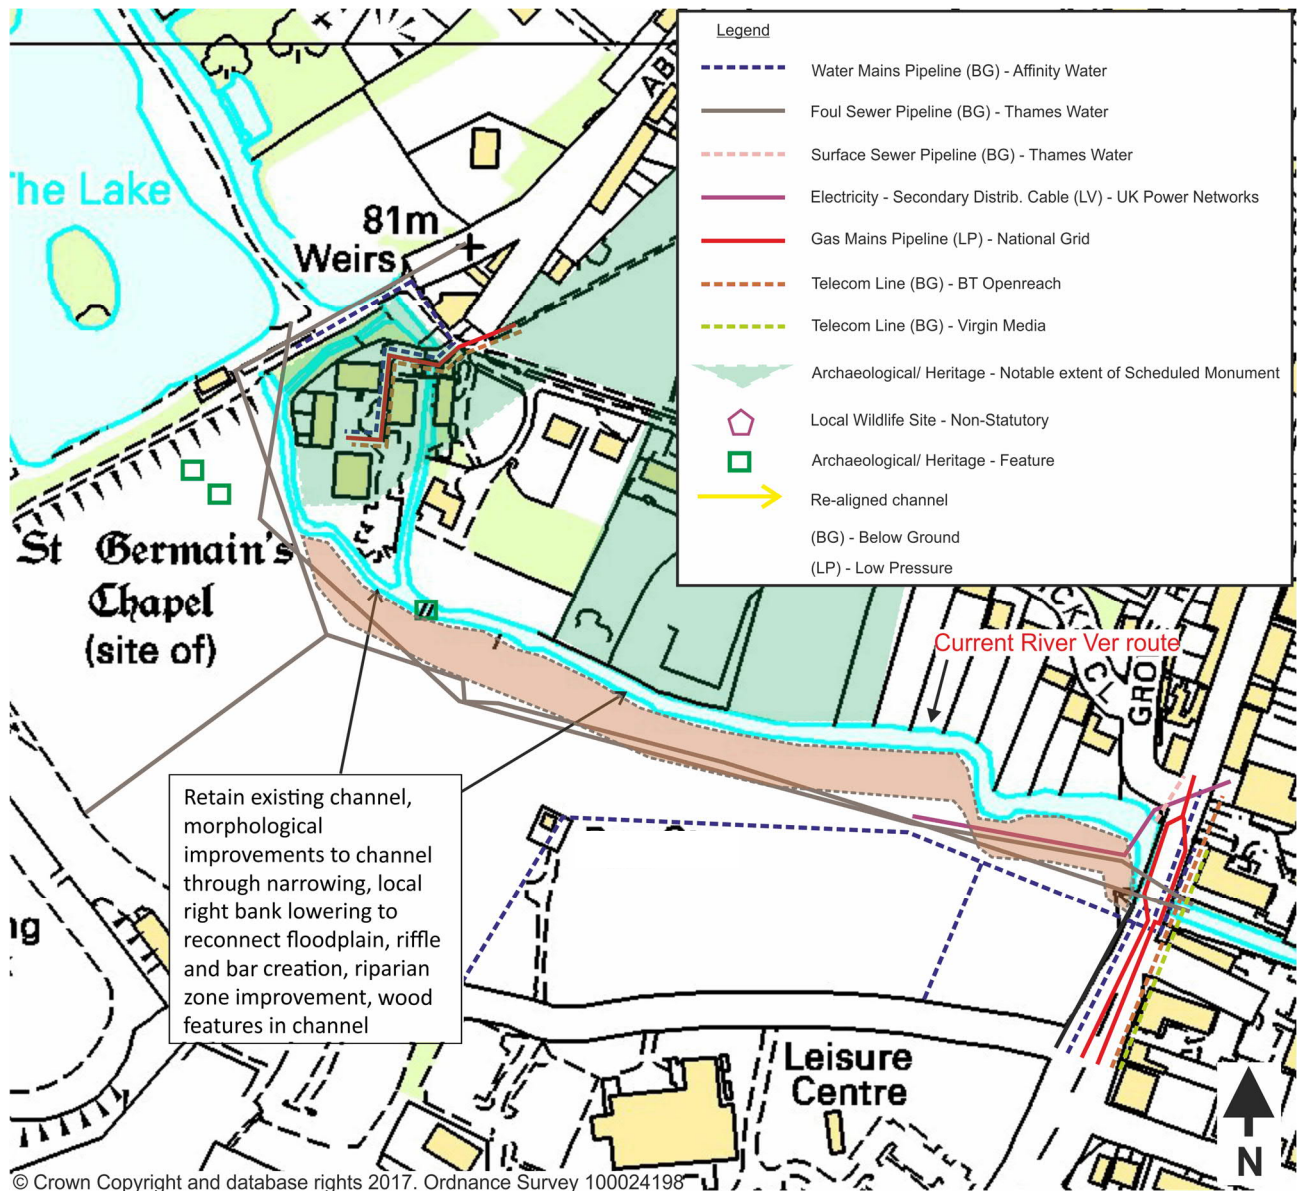 Legend
Water Mains Pipeline (BG) - Affinity Water
Foul Sewer Pipeline (BG) - Thames Water
Surface Sewer Pipeline (BG) - Thames Water
Electricity - Secondary Distrib. Cable (LV) - UK Power Networks
Gas Mains Pipeline (LP) - National Grid
Telecom Line (BG) - BT Openreach
Telecom Line (BG) - Virgin Media
Archaeological/ Heritage - Notable extent of Scheduled Monument
Local Wildlife Site - Non-Statutory
Archaeological/ Heritage - Feature
Re-aligned channel
(BG) - Below Ground
(LP) - Low Pressure
AB
he Lake
81m
Weirs
St Germain's
Chapel
(site of)
Current River Ver route
CK
CL
GRO
Retain existing channel,
morphological
improvements to channel
through narrowing, local
right bank lowering to
reconnect floodplain, riffle
and bar creation, riparian
zone improvement, wood
features in channel
ng
Leisure
Centre
N
© Crown Copyright and database rights 2017. Ordnance Survey 100024198